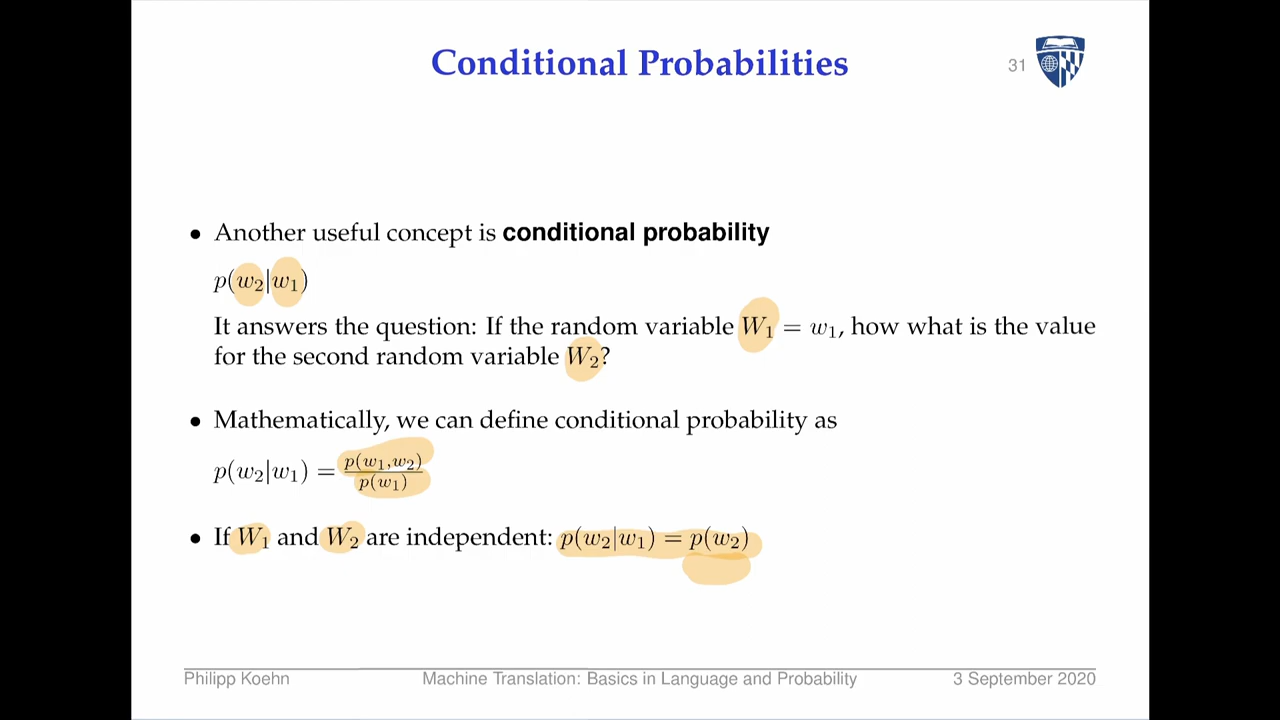 Conditional Probabilities
31
• Another useful concept is conditional probability
p(w₂|w₁)
It answers the question: If the random variable W₁ = w₁, how what is the value
for the second random variable W₂?
• Mathematically, we can define conditional probability as
p(w₂|w₁) = p(w₁,w₂) / p(w₁)
• If W₁ and W₂ are independent: p(w₂|w₁) = p(w₂)
Philipp Koehn Machine Translation: Basics in Language and Probability 3 September 2020